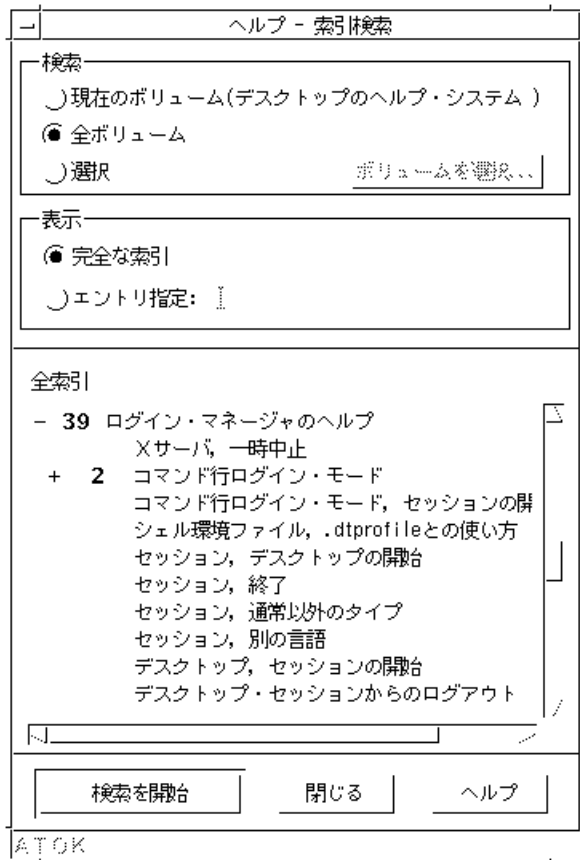 ヘルプ - 索引検索
検索
現在のボリューム(デスクトップのヘルプ・システム )
全ボリューム
選択
ボリュームを選択...
表示
完全な索引
エントリ指定:
全索引
- 39 ログイン・マネージャのヘルプ
Xサーバ, 一時中止
+ 2 コマンド行ログイン・モード
コマンド行ログイン・モード, セッションの開
シェル環境ファイル, .dtprofileとの使い方
セッション, デスクトップの開始
セッション, 終了
セッション, 通常以外のタイプ
セッション, 別の言語
デスクトップ, セッションの開始
デスクトップ・セッションからのログアウト
検索を開始 閉じる ヘルプ
ATOK